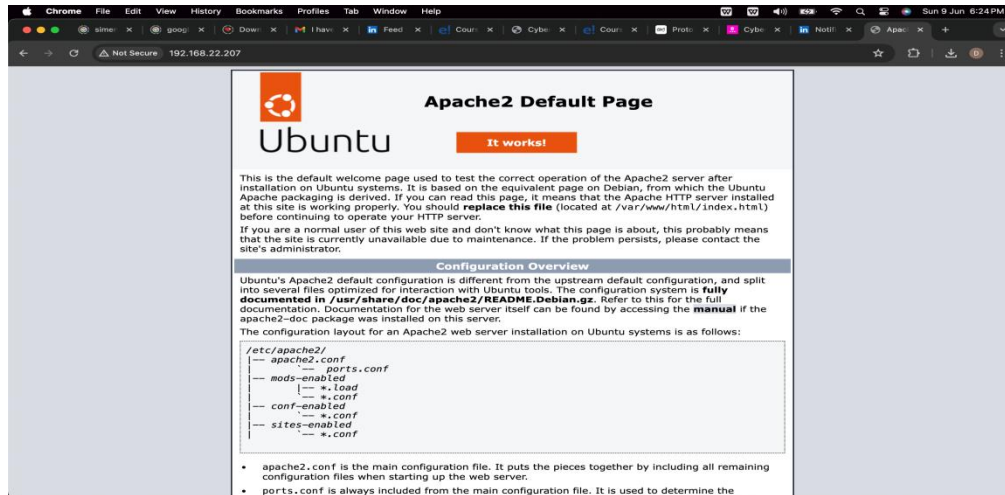 Chrome File Edit View History Bookmarks Profiles Tab Window Help Sun 9 Jun 6:24 PM
simer goog Down I have Feed Cours Cybe Cours Proto Cybe Notifi Apac
Not Secure 192.168.22.207
Apache2 Default Page
Ubuntu
It works!
This is the default welcome page used to test the correct operation of the Apache2 server after
installation on Ubuntu systems. It is based on the equivalent page on Debian, from which the Ubuntu
Apache packaging is derived. If you can read this page, it means that the Apache HTTP server installed
at this site is working properly. You should replace this file (located at /var/www/html/index.html)
before continuing to operate your HTTP server.
If you are a normal user of this web site and don't know what this page is about, this probably means
that the site is currently unavailable due to maintenance. If the problem persists, please contact the
site's administrator.
Configuration Overview
Ubuntu's Apache2 default configuration is different from the upstream default configuration, and split
into several files optimized for interaction with Ubuntu tools. The configuration system is fully
documented in /usr/share/doc/apache2/README.Debian.gz. Refer to this for the full
documentation. Documentation for the web server itself can be found by accessing the manual if the
apache2-doc package was installed on this server.
The configuration layout for an Apache2 web server installation on Ubuntu systems is as follows:
/etc/apache2/
|-- apache2.conf
| `-- ports.conf
|-- mods-enabled
| |-- *.load
| `-- *.conf
|-- conf-enabled
| `-- *.conf
|-- sites-enabled
| `-- *.conf
• apache2.conf is the main configuration file. It puts the pieces together by including all remaining
configuration files when starting up the web server.
• ports.conf is always included from the main configuration file. It is used to determine the